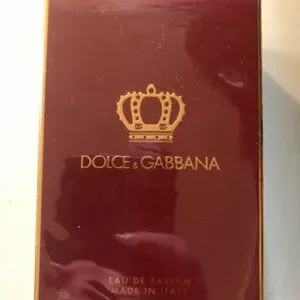 DOLCE & GABBANA
EAU DE PARFUM
MADE IN ITALY